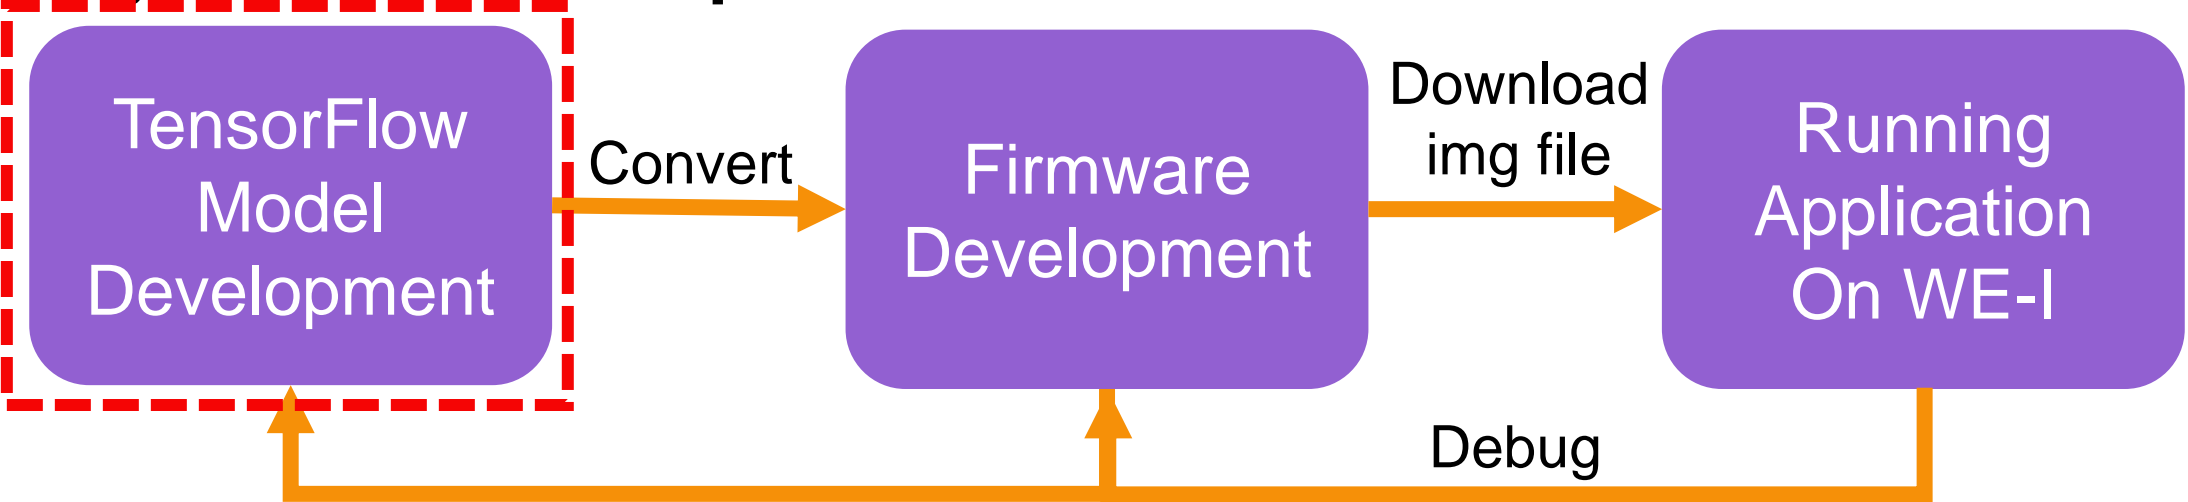 TensorFlow
Model
Development
Convert
Firmware
Development
Download
img file
Running
Application
On WE-I
Debug